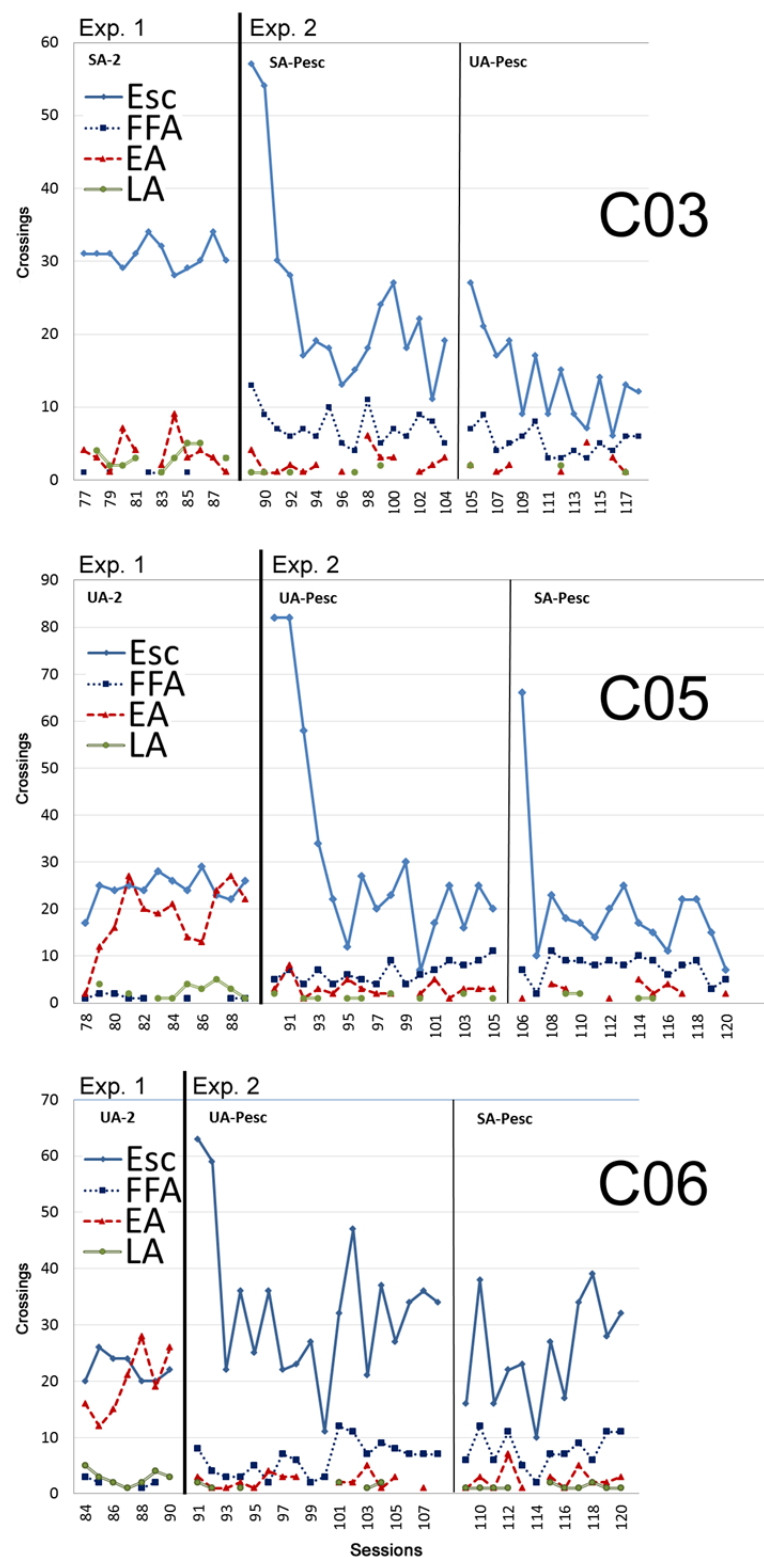 Exp. 1 Exp. 2
60 SA-2 SA-Pesc UA-Pesc
Esc
50
FFA
EA
LA
40
C03
Crossings
30
20
10
0
77 79 81 83 85 87 90 92 94 96 98 100 102 104 105 107 109 111 113 115 117
Exp. 1 Exp. 2
90
UA-2 UA-Pesc SA-Pesc
80
Esc
FFA
70
EA
C05
LA
60
50
Crossings
40
30
20
10
0
78 80 82 84 86 88 91 93 95 97 99 101 103 105 106 108 110 112 114 116 118 120
Exp. 1 Exp. 2
70
UA-2 UA-Pesc SA-Pesc
Esc
60
FFA
EA
C06
LA
50
40
Crossings
30
20
10
0
84 86 88 90 91 93 95 97 99 101 103 105 107 110 112 114 116 118 120
Sessions